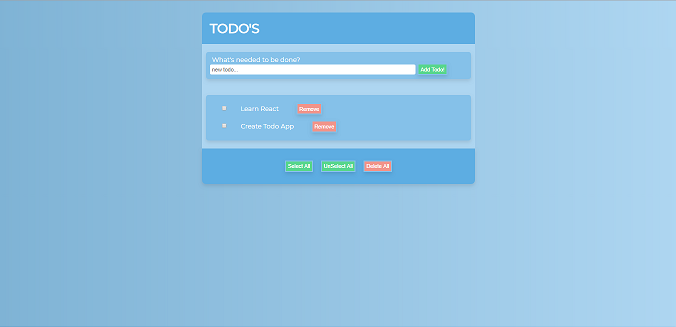 TODO'S
What's needed to be done?
new todo... Add Todo!
Learn React Remove
Create Todo App Remove
Select All UnSelect All Delete All